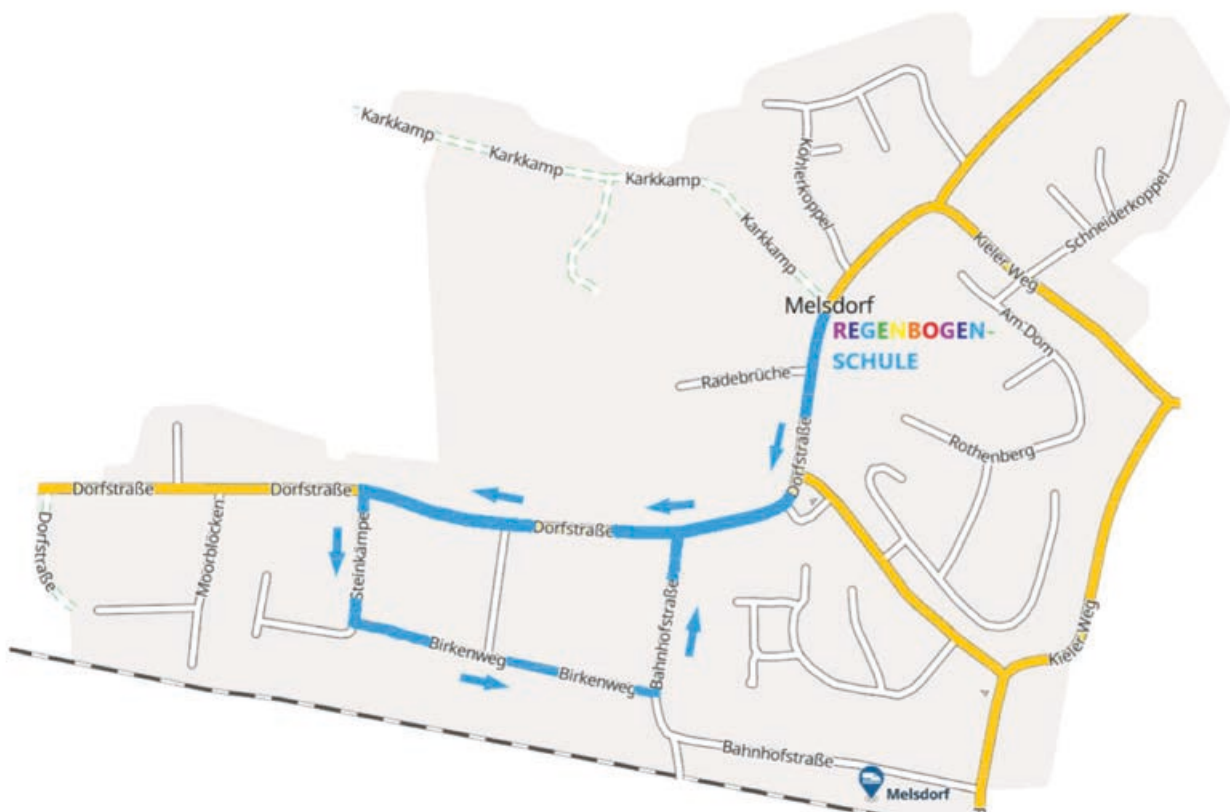 Karkkamp
Karkkamp
Karkkamp
Karkkamp
Köhlerkoppel
Schneiderkoppel
Kieler Weg
Melsdorf
REGENBOGEN-
SCHULE
Am Dorn
Radebrüche
Rothenberg
Dorfstraße
Dorfstraße
Dorfstraße
Dorfstraße
Dorfstraße
Moorblöcken
Steinkämpe
Bahnhofstraße
Birkenweg
Birkenweg
Kieler Weg
Bahnhofstraße
Melsdorf